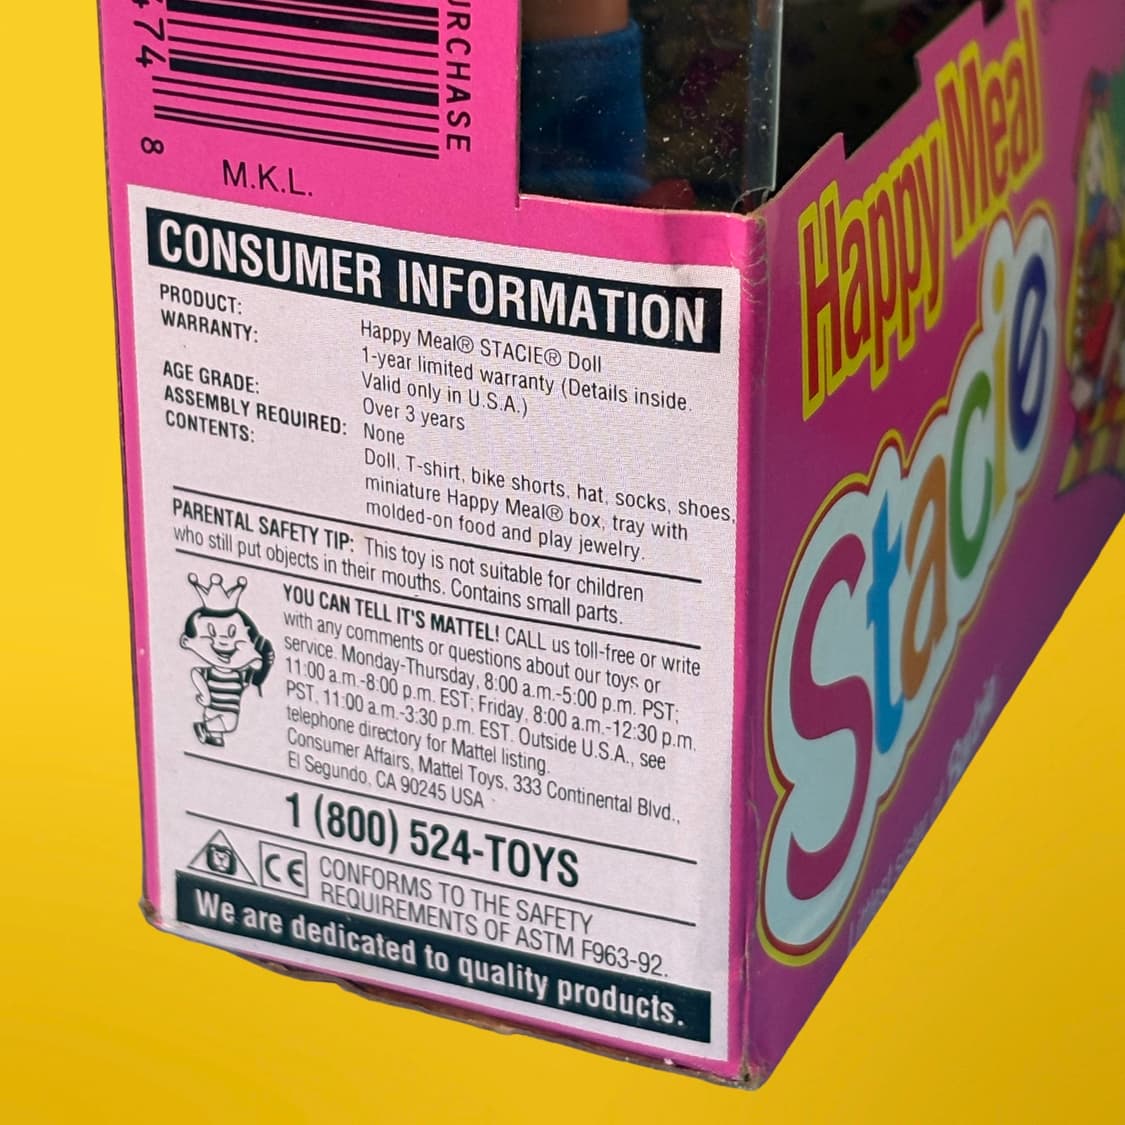 474 8
URCHASE
M.K.L.
CONSUMER INFORMATION
PRODUCT: Happy Meal® STACIE® Doll
WARRANTY: 1-year limited warranty (Details inside.
Valid only in U.S.A.)
AGE GRADE: Over 3 years
ASSEMBLY REQUIRED: None
CONTENTS: Doll, T-shirt, bike shorts, hat, socks, shoes,
miniature Happy Meal® box, tray with
molded-on food and play jewelry.
PARENTAL SAFETY TIP: This toy is not suitable for children
who still put objects in their mouths. Contains small parts.
YOU CAN TELL IT'S MATTEL! CALL us toll-free or write
with any comments or questions about our toys or
service. Monday-Thursday, 8:00 a.m.-5:00 p.m. PST;
11:00 a.m.-8:00 p.m. EST; Friday, 8:00 a.m.-12:30 p.m.
PST, 11:00 a.m.-3:30 p.m. EST. Outside U.S.A., see
telephone directory for Mattel listing.
Consumer Affairs, Mattel Toys, 333 Continental Blvd.,
El Segundo, CA 90245 USA
1 (800) 524-TOYS
CE CONFORMS TO THE SAFETY
REQUIREMENTS OF ASTM F963-92.
We are dedicated to quality products.
Happy Meal
Stacie